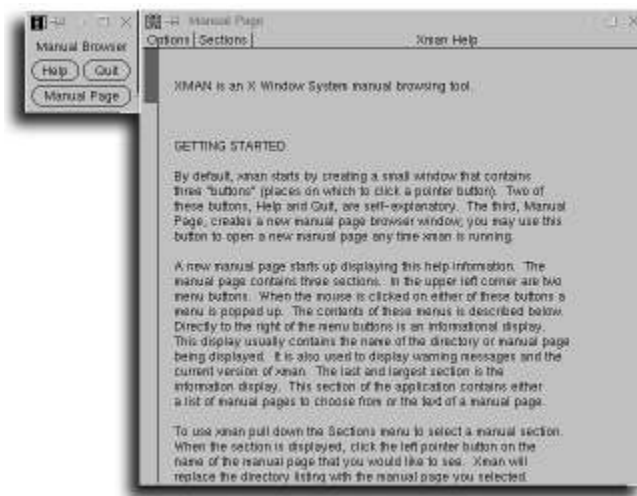 Manual Browser
Help Quit
Manual Page
Manual Page
Options Sections Xman Help
XMAN is an X Window System manual browsing tool.
GETTING STARTED
By default, xman starts by creating a small window that contains
three "buttons" (places on which to click a pointer button). Two of
these buttons, Help and Quit, are self-explanatory. The third, Manual
Page, creates a new manual page browser window; you may use this
button to open a new manual page any time xman is running.
A new manual page starts up displaying this help information. The
manual page contains three sections. In the upper left corner are two
menu buttons. When the mouse is clicked on either of these buttons a
menu is popped up. The contents of these menus is described below.
Directly to the right of the menu buttons is an informational display.
This display usually contains the name of the directory or manual page
being displayed. It is also used to display warning messages and the
current version of xman. The last and largest section is the
information display. This section of the application contains either
a list of manual pages to choose from or the text of a manual page.
To use xman pull down the Sections menu to select a manual section.
When the section is displayed, click the left pointer button on the
name of the manual page that you would like to see. Xman will
replace the directory listing with the manual page you selected.